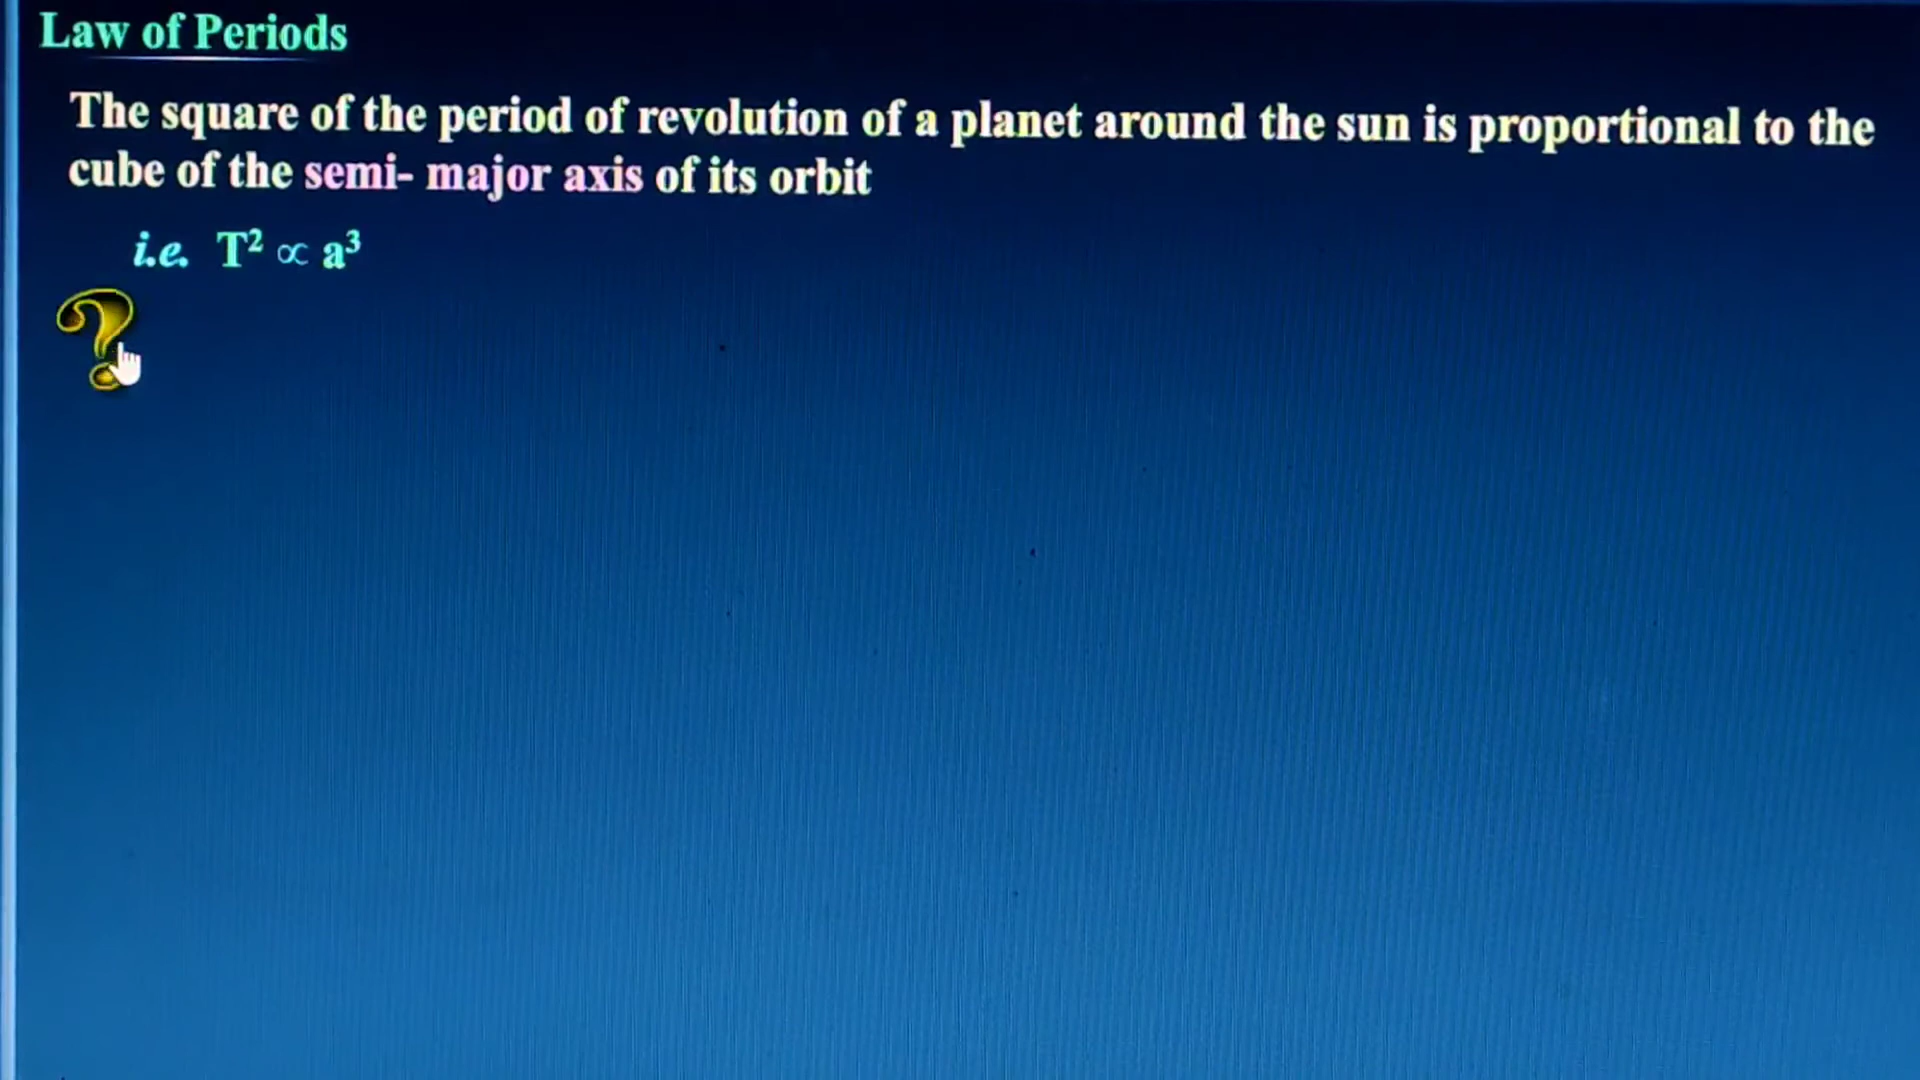 Law of Periods
The square of the period of revolution of a planet around the sun is proportional to the
cube of the semi- major axis of its orbit
i.e. T² ∝ a³
?